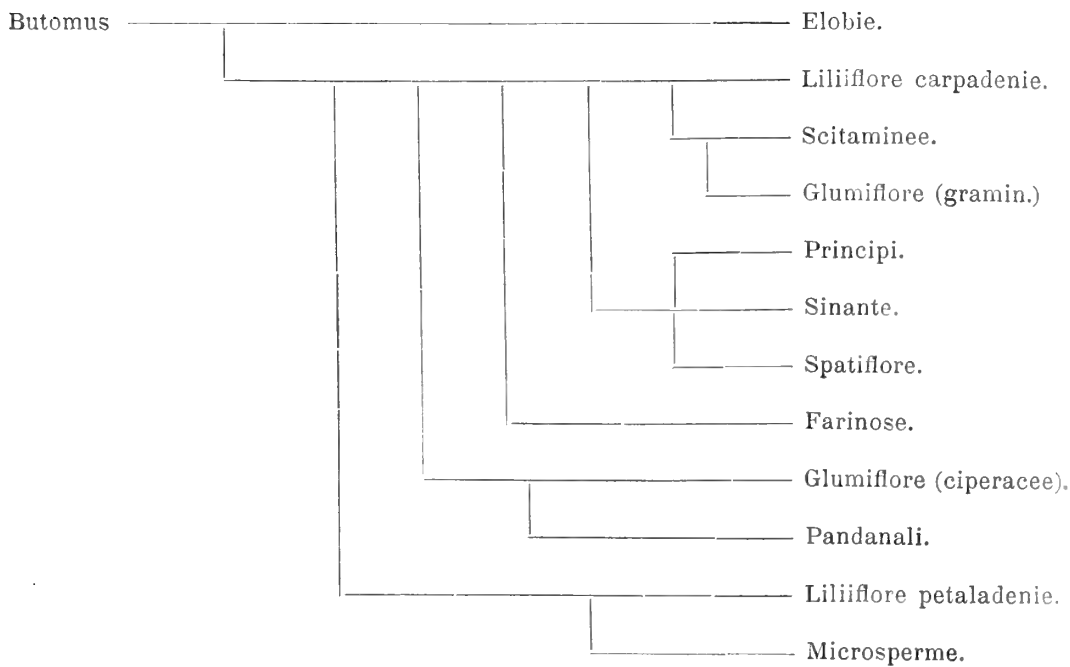 Butomus Elobie.
Liliiflore carpadenie.
Scitaminee.
Glumiflore (gramin.)
Principi.
Sinante.
Spatiflore.
Farinose.
Glumiflore (ciperacee).
Pandanali.
Liliiflore petaladenie.
Microsperme.